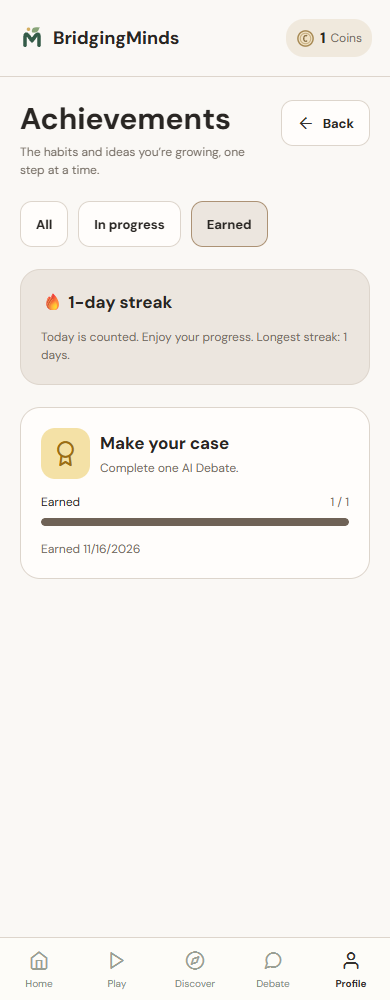 BridgingMinds
1 Coins
Achievements
Back
The habits and ideas you’re growing, one
step at a time.
All
In progress
Earned
1-day streak
Today is counted. Enjoy your progress. Longest streak: 1
days.
Make your case
Complete one AI Debate.
Earned
1 / 1
Earned 11/16/2026
Home
Play
Discover
Debate
Profile